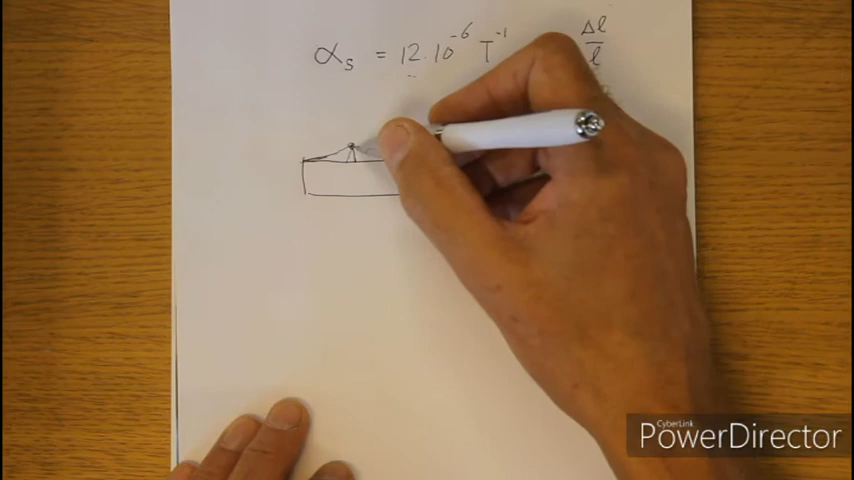 αs = 12·10⁻⁶ T⁻¹ Δl/l
CyberLink
PowerDirector